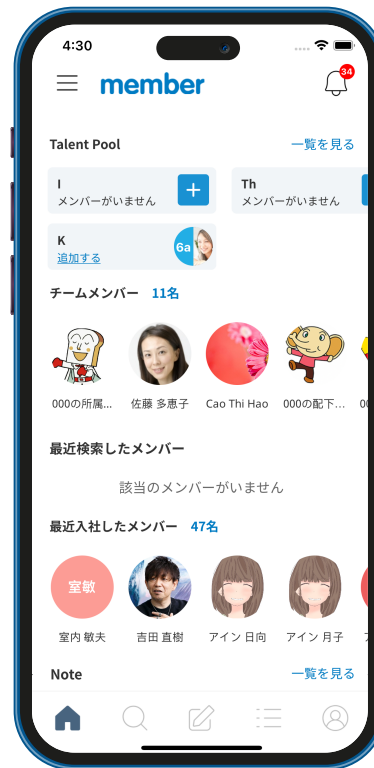 4:30
member
34
Talent Pool 一覧を見る
I
メンバーがいません
Th
メンバーがいません
K
追加する
6a
チームメンバー 11名
000の所属...
佐藤 多恵子
Cao Thi Hao
000の配下...
最近検索したメンバー
該当のメンバーがいません
最近入社したメンバー 47名
室敏
室内 敏夫
吉田 直樹
アイン 日向
アイン 月子
Note 一覧を見る